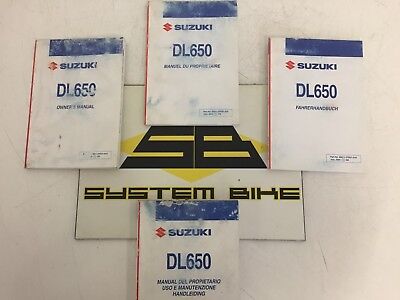 SUZUKI
DL650
OWNER'S MANUAL
SUZUKI
DL650
MANUEL DU PROPRIETAIRE
SUZUKI
DL650
FAHRERHANDBUCH
SB
SYSTEM BIKE
SUZUKI
DL650
MANUAL DEL PROPIETARIO
USO E MANUTENZIONE
HANDLEIDING